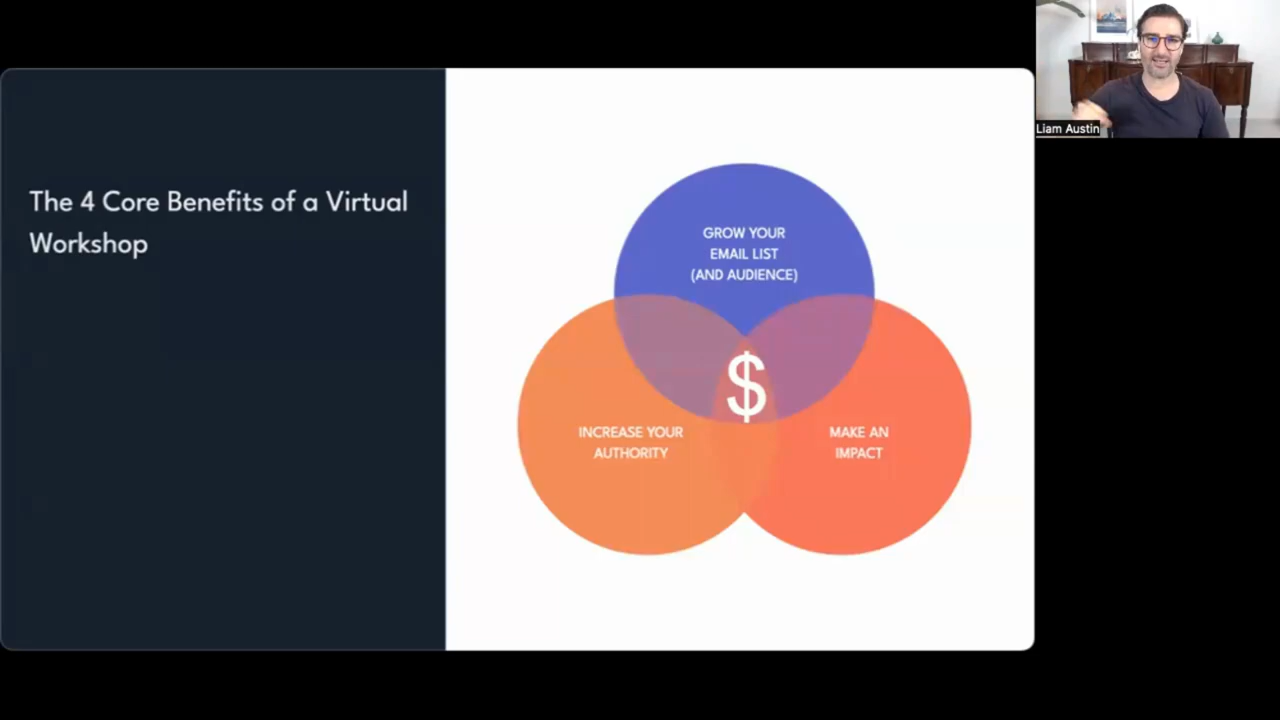 The 4 Core Benefits of a Virtual
Workshop
GROW YOUR
EMAIL LIST
(AND AUDIENCE)
$
INCREASE YOUR
AUTHORITY
MAKE AN
IMPACT
Liam Austin